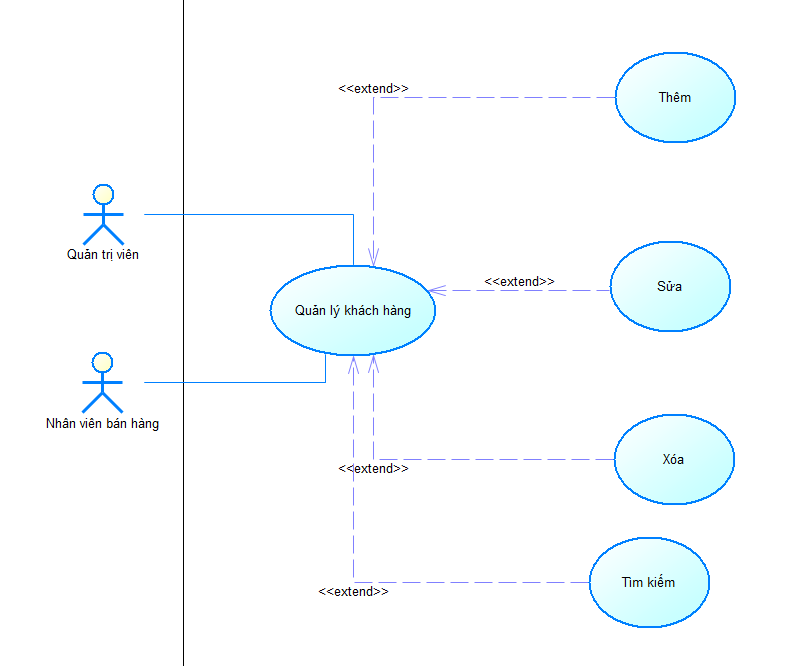 <<extend>>
Thêm
Quản trị viên
<<extend>>
Sửa
Quản lý khách hàng
Nhân viên bán hàng
<<extend>>
Xóa
Tìm kiếm
<<extend>>